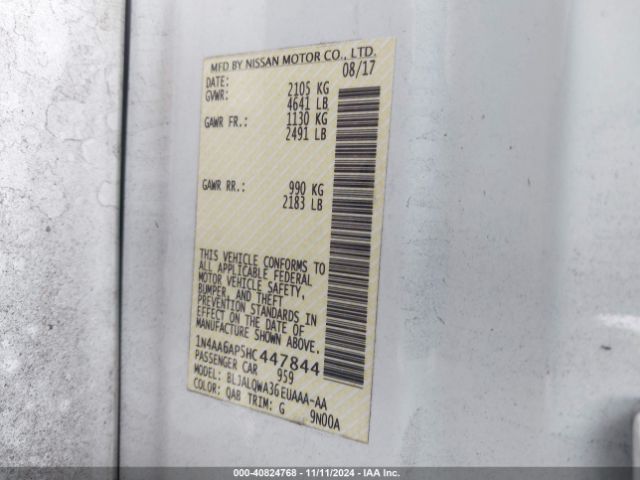 MFD BY NISSAN MOTOR CO., LTD.
DATE: 08/17
GVWR: 2105 KG
4641 LB
GAWR FR.: 1130 KG
2491 LB
GAWR RR.: 990 KG
2183 LB
THIS VEHICLE CONFORMS TO
ALL APPLICABLE FEDERAL
MOTOR VEHICLE SAFETY,
BUMPER, AND THEFT
PREVENTION STANDARDS IN
EFFECT ON THE DATE OF
MANUFACTURE SHOWN ABOVE.
1N4AA6AP5HC447844
PASSENGER CAR 959
MODEL: BLJALQWA36EUAAA-AA
COLOR: QAB TRIM: G 9N00A
000-40824768 - 11/11/2024 - IAA Inc.